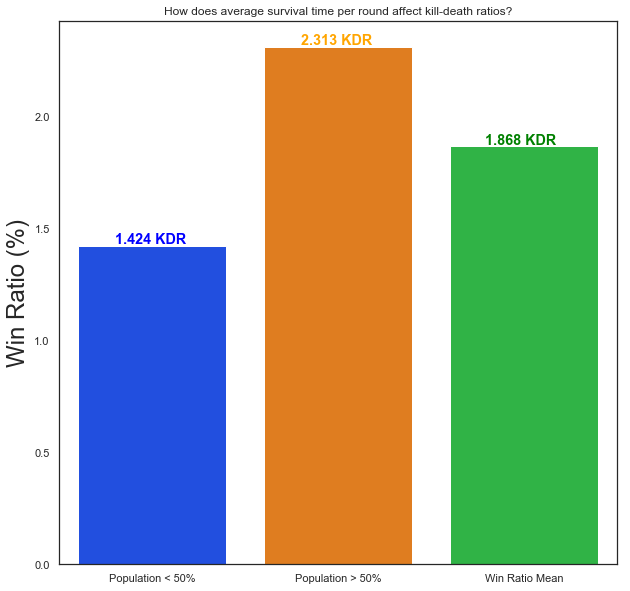 How does average survival time per round affect kill-death ratios?
2.313 KDR
1.868 KDR
1.424 KDR
Win Ratio (%)
2.0
1.5
1.0
0.5
0.0
Population < 50%
Population > 50%
Win Ratio Mean